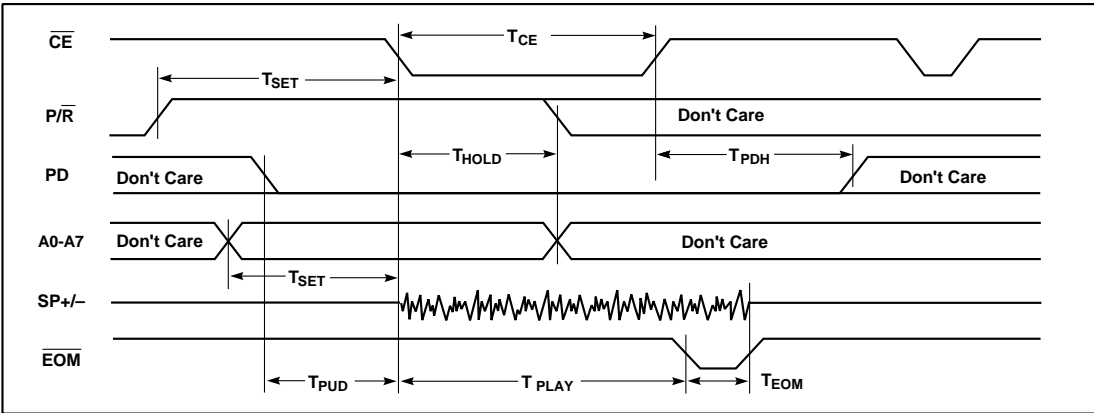 CE
TCE
TSET
P/R
Don't Care
THOLD
TPDH
PD
Don't Care
Don't Care
A0-A7
Don't Care
Don't Care
TSET
SP+/–
EOM
TPUD
TPLAY
TEOM